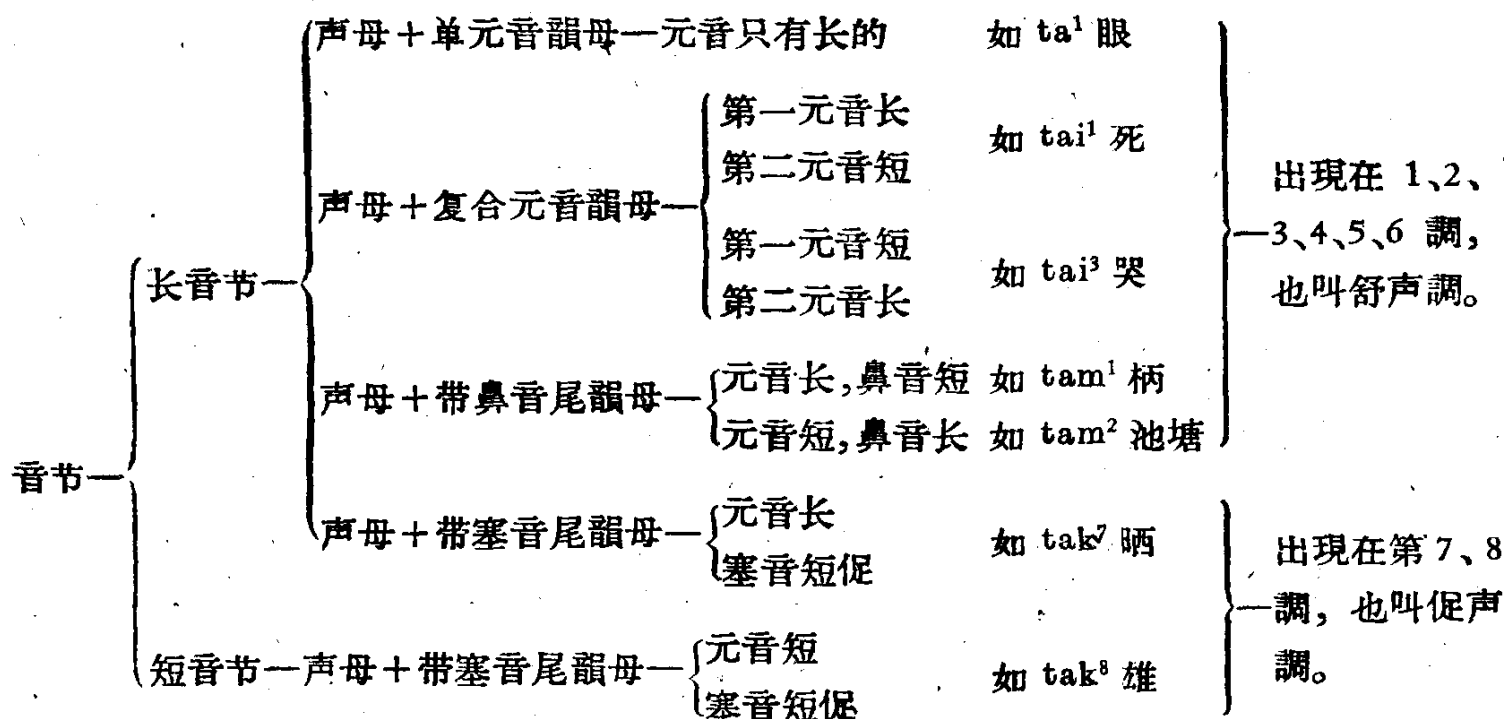 声母＋单元音韻母—元音只有长的 如 ta¹ 眼
第一元音长
如 tai¹ 死
第二元音短
声母＋复合元音韻母—
第一元音短
如 tai³ 哭
第二元音长
长音节—
声母＋带鼻音尾韻母—
元音长,鼻音短 如 tam¹ 柄
元音短,鼻音长 如 tam² 池塘
出現在 1、2、
—3、4、5、6 調，
也叫舒声調。
音节—
声母＋带塞音尾韻母—
元音长
如 tak⁷ 晒
塞音短促
短音节—声母＋带塞音尾韻母—
元音短
如 tak⁸ 雄
塞音短促
出現在第 7、8
—調，也叫促声
調。